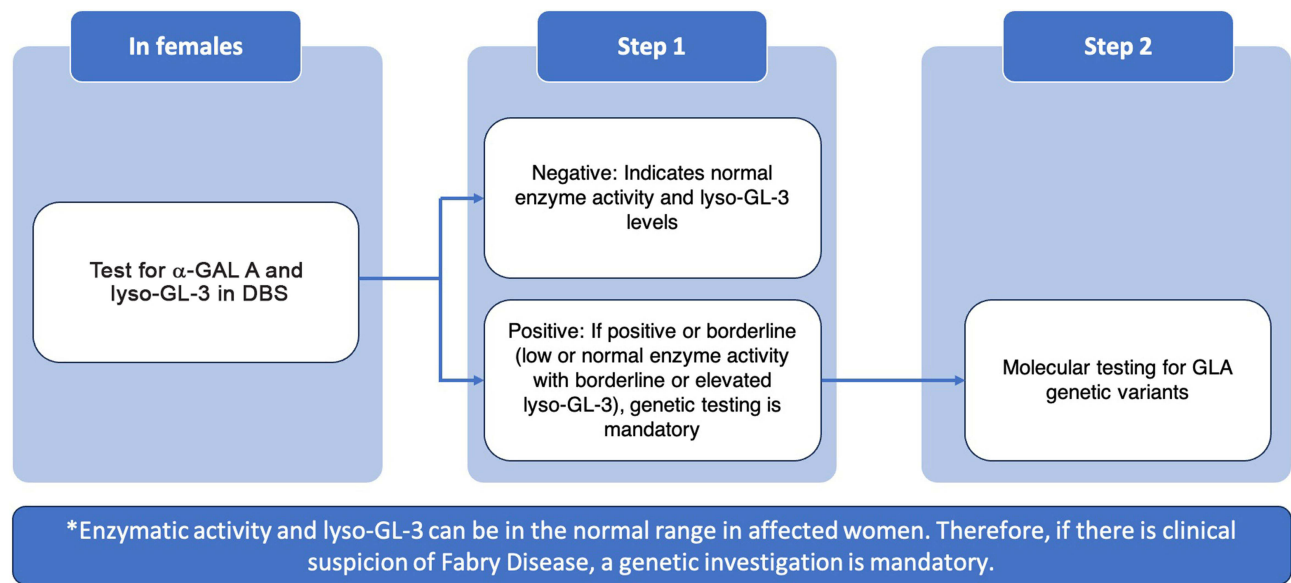 In females
Step 1
Step 2
Test for α-GAL A and
lyso-GL-3 in DBS
Negative: Indicates normal
enzyme activity and lyso-GL-3
levels
Positive: If positive or borderline
(low or normal enzyme activity
with borderline or elevated
lyso-GL-3), genetic testing is
mandatory
Molecular testing for GLA
genetic variants
*Enzymatic activity and lyso-GL-3 can be in the normal range in affected women. Therefore, if there is clinical
suspicion of Fabry Disease, a genetic investigation is mandatory.